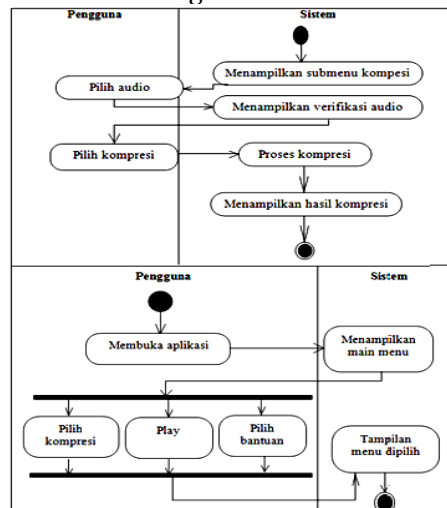 Pengguna
Sistem
Menampilkan submenu kompesi
Pilih audio
Menampilkan verifikasi audio
Pilih kompresi
Proses kompresi
Menampilkan hasil kompresi
Pengguna
Sistem
Membuka aplikasi
Menampilkan
main menu
Pilih
kompresi
Play
Pilih
bantuan
Tampilan
menu dipilih